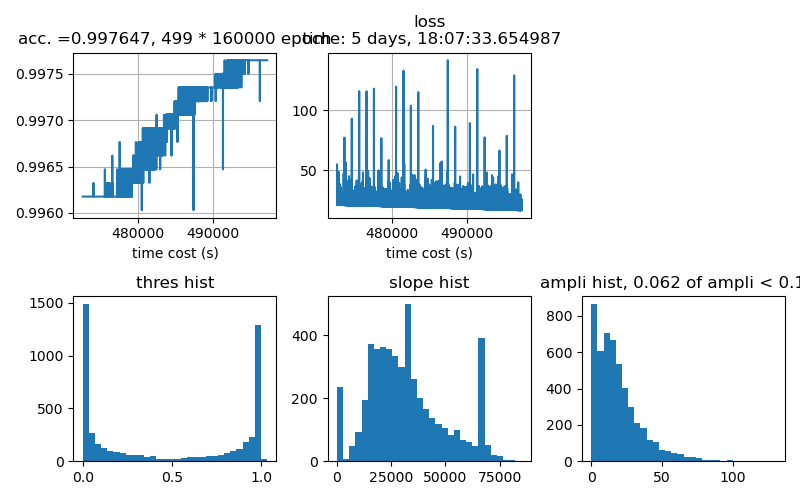 loss
acc. =0.997647, 499 * 160000 epoch
time: 5 days, 18:07:33.654987
0.9975
0.9970
0.9965
0.9960
480000 490000
time cost (s)
100
50
480000 490000
time cost (s)
thres hist
1500
1000
500
0
0.0 0.5 1.0
slope hist
400
200
0
0 25000 50000 75000
ampli hist, 0.062 of ampli < 0.1
800
600
400
200
0
0 50 100